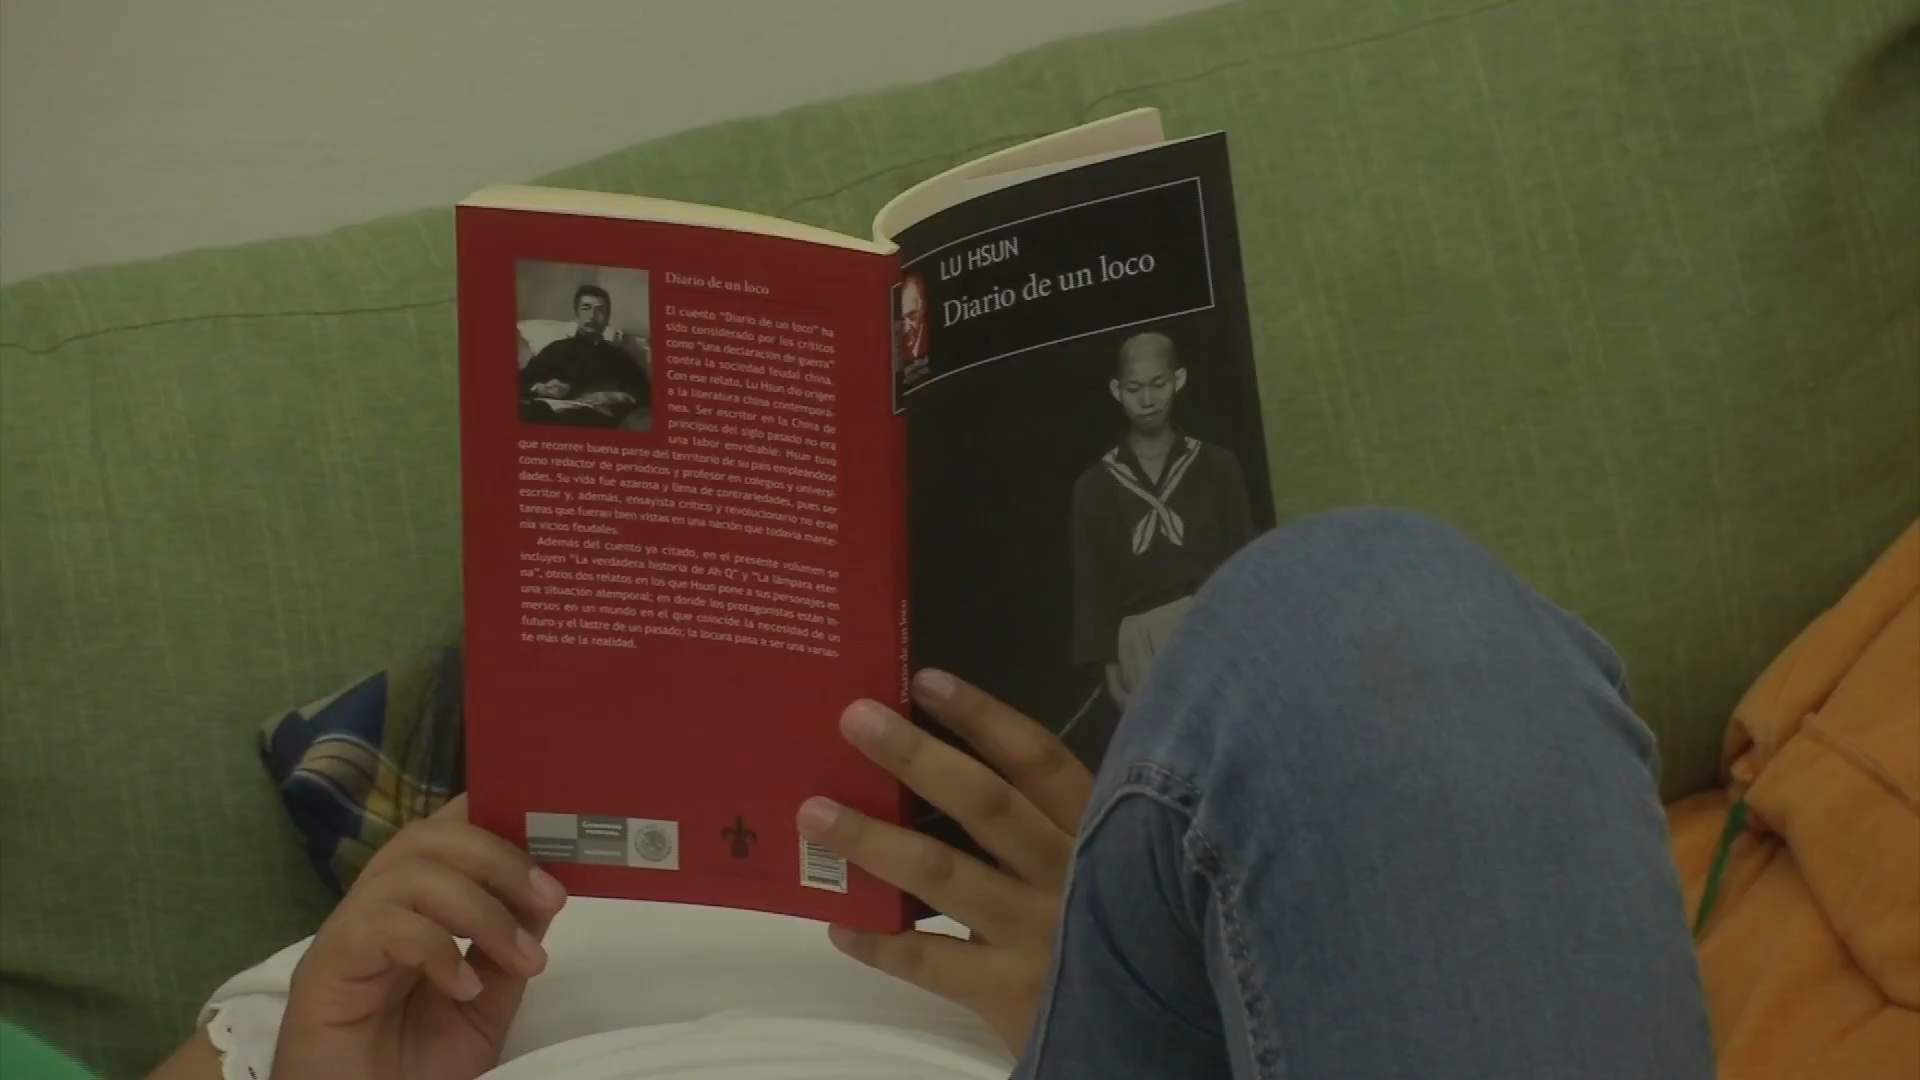 Diario de un loco
El cuento "Diario de un loco" ha
sido considerado por los críticos
como "una declaración de guerra"
contra la sociedad feudal china.
Con ese relato, Lu Hsun dio origen
a la literatura china contemporá-
nea. Ser escritor en la China de
principios del siglo pasado no era
una labor envidiable: Hsun tuvo
que recorrer buena parte del territorio de su país empleándose
como redactor de periódicos y profesor en colegios y universi-
dades. Su vida fue azarosa y llena de contrariedades, pues ser
escritor y, además, ensayista crítico y revolucionario no eran
tareas que fueran bien vistas en una nación que todavía mante-
nía vicios feudales.
Además del cuento ya citado, en el presente volumen se
incluyen "La verdadera historia de Ah Q" y "La lámpara eter-
na", otros dos relatos en los que Hsun pone a sus personajes en
una situación atemporal; en donde los protagonistas están in-
mersos en un mundo en el que coincide la necesidad de un
futuro y el lastre de un pasado; la locura pasa a ser una varian-
te más de la realidad.
Diario de un loco
LU HSUN
Diario de un loco